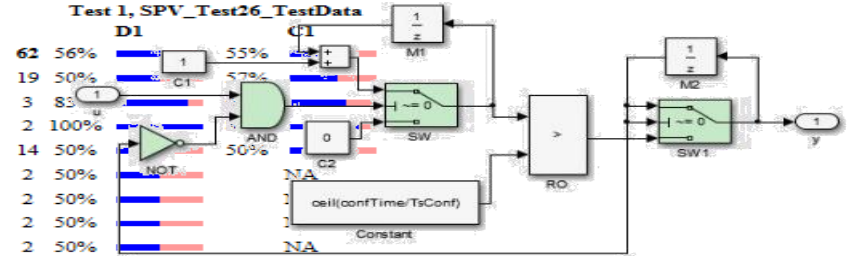 Test 1, SPV_Test26_TestData
D1 C1
62 56% 55%
19 50% 57%
3
2 100%
14 50% 50%
2 50% NA
2 50%
2 50%
2 50% NA
1
C1
1
u
AND
NOT
+
+
1
z
M1
~= 0
SW
0
C2
ceil(confTime/TsConf)
Constant
>
RO
1
z
M2
~= 0
SW1
1
y